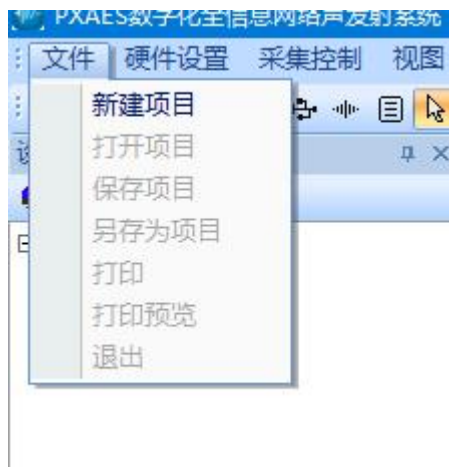 PXAES数字化全信息网络声发射系统
文件 硬件设置 采集控制 视图
新建项目
打开项目
保存项目
另存为项目
打印
打印预览
退出